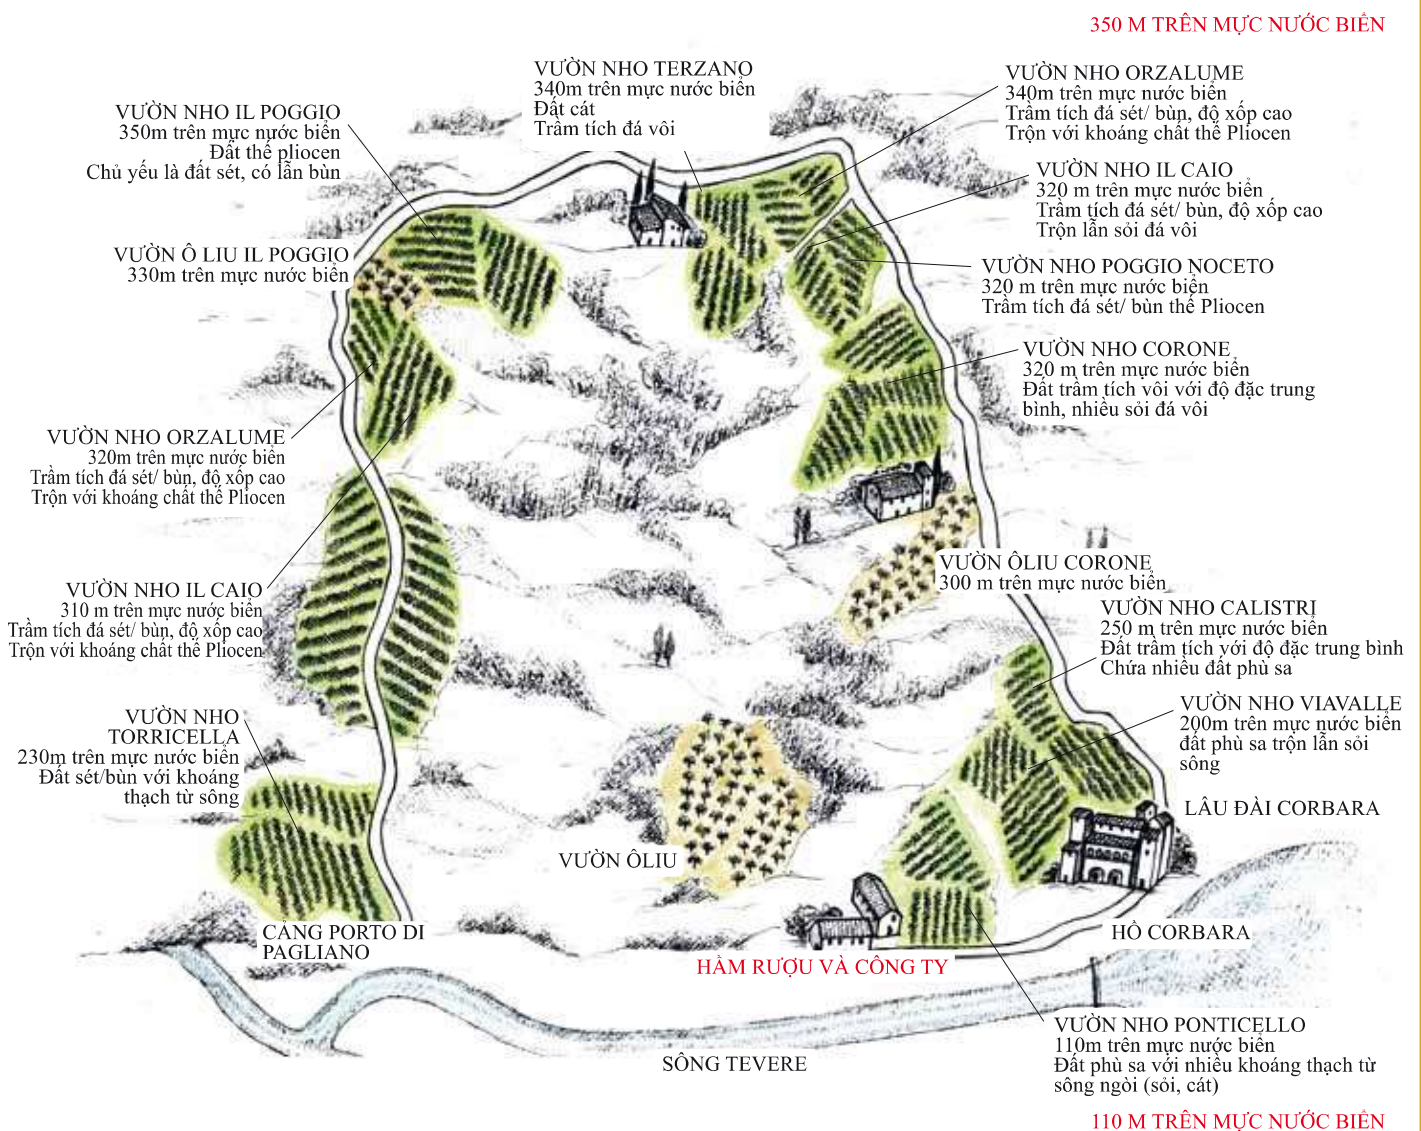 350 M TRÊN MỰC NƯỚC BIỂN
VƯỜN NHO TERZANO
340m trên mực nước biển
Đất cát
Trầm tích đá vôi
VƯỜN NHO ORZALUME
340m trên mực nước biển
Trầm tích đá sét/ bùn, độ xốp cao
Trộn với khoáng chất thể Pliocen
VƯỜN NHO IL POGGIO
350m trên mực nước biển
Đất thể pliocen
Chủ yếu là đất sét, có lẫn bùn
VƯỜN NHO IL CAIO
320 m trên mực nước biển
Trầm tích đá sét/ bùn, độ xốp cao
Trộn lẫn sỏi đá vôi
VƯỜN Ô LIU IL POGGIO
330m trên mực nước biển
VƯỜN NHO POGGIO NOCETO
320 m trên mực nước biển
Trầm tích đá sét/ bùn thể Pliocen
VƯỜN NHO CORONE
320 m trên mực nước biển
Đất trầm tích vôi với độ đặc trung
bình, nhiều sỏi đá vôi
VƯỜN NHO ORZALUME
320m trên mực nước biển
Trầm tích đá sét/ bùn, độ xốp cao
Trộn với khoáng chất thể Pliocen
VƯỜN ÔLIU CORONE
300 m trên mực nước biển
VƯỜN NHO IL CAIO
310 m trên mực nước biển
Trầm tích đá sét/ bùn, độ xốp cao
Trộn với khoáng chất thể Pliocen
VƯỜN NHO CALISTRI
250 m trên mực nước biển
Đất trầm tích với độ đặc trung bình
Chứa nhiều đất phù sa
VƯỜN NHO VIAVALLE
200m trên mực nước biển
đất phù sa trộn lẫn sỏi
sông
VƯỜN NHO
TORRICELLA
230m trên mực nước biển
Đất sét/bùn với khoáng
thạch từ sông
LÂU ĐÀI CORBARA
VƯỜN ÔLIU
CẢNG PORTO DI
PAGLIANO
HỒ CORBARA
HẦM RƯỢU VÀ CÔNG TY
VƯỜN NHO PONTICELLO
110m trên mực nước biển
Đất phù sa với nhiều khoáng thạch từ
sông ngòi (sỏi, cát)
SÔNG TEVERE
110 M TRÊN MỰC NƯỚC BIỂN